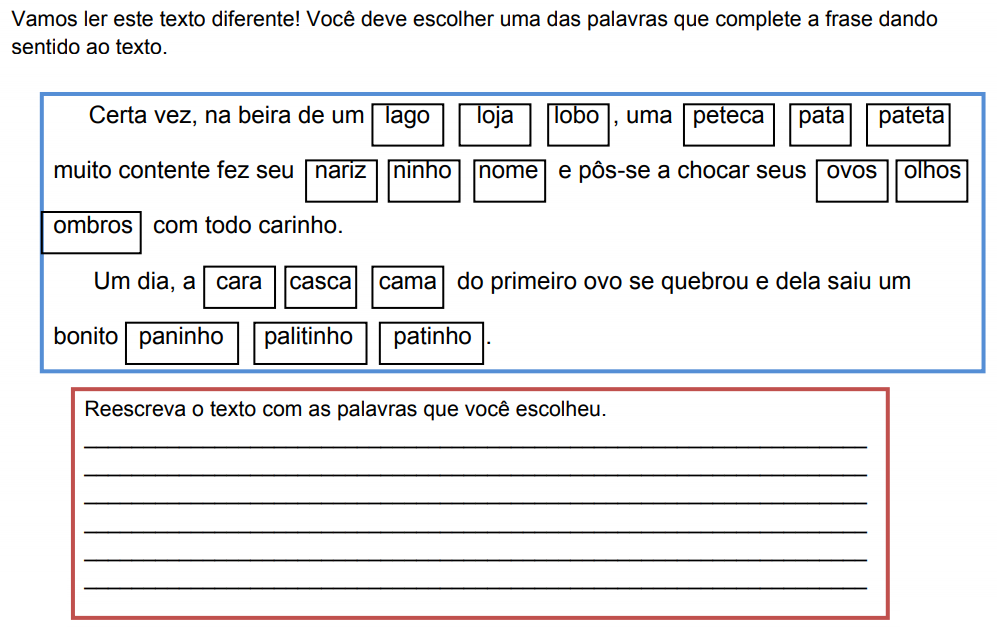 Vamos ler este texto diferente! Você deve escolher uma das palavras que complete a frase dando
sentido ao texto.
Certa vez, na beira de um lago loja lobo , uma peteca pata pateta
muito contente fez seu nariz ninho nome e pôs-se a chocar seus ovos olhos
ombros com todo carinho.
Um dia, a cara casca cama do primeiro ovo se quebrou e dela saiu um
bonito paninho palitinho patinho .
Reescreva o texto com as palavras que você escolheu.